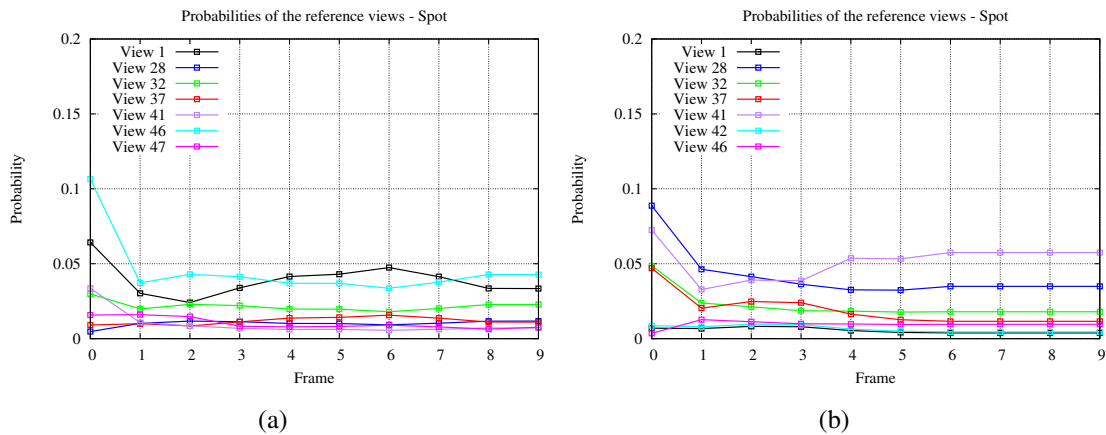 Probabilities of the reference views - Spot
0.2
0.15
0.1
0.05
0
Probability
View 1
View 28
View 32
View 37
View 41
View 46
View 47
0 1 2 3 4 5 6 7 8 9
Frame
(a)
Probabilities of the reference views - Spot
0.2
0.15
0.1
0.05
0
Probability
View 1
View 28
View 32
View 37
View 41
View 42
View 46
0 1 2 3 4 5 6 7 8 9
Frame
(b)